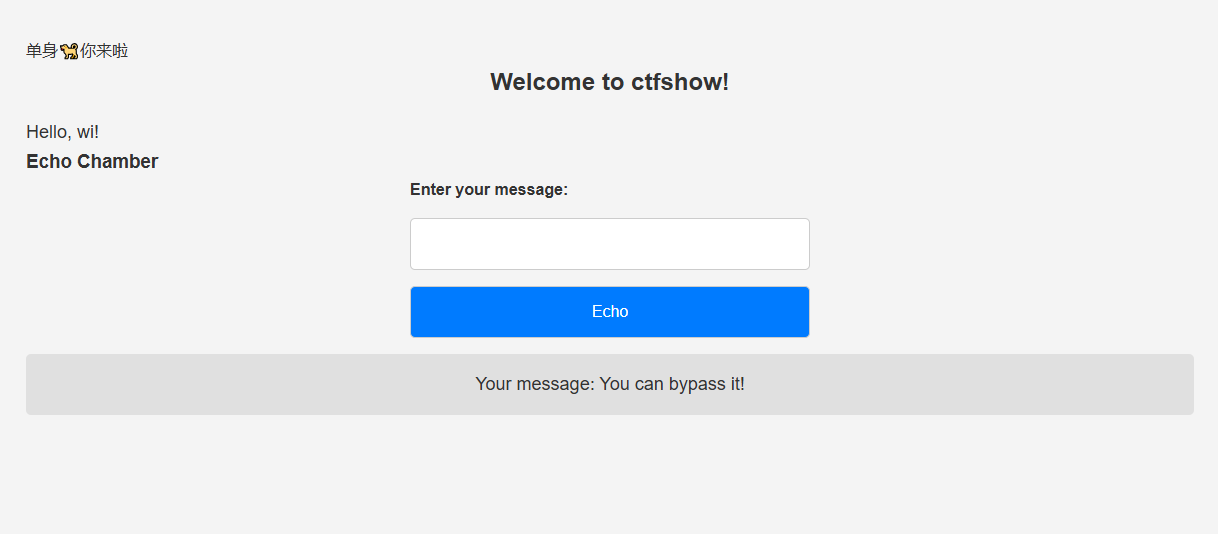 单身🐕你来啦
Welcome to ctfshow!
Hello, wi!
Echo Chamber
Enter your message:
Echo
Your message: You can bypass it!